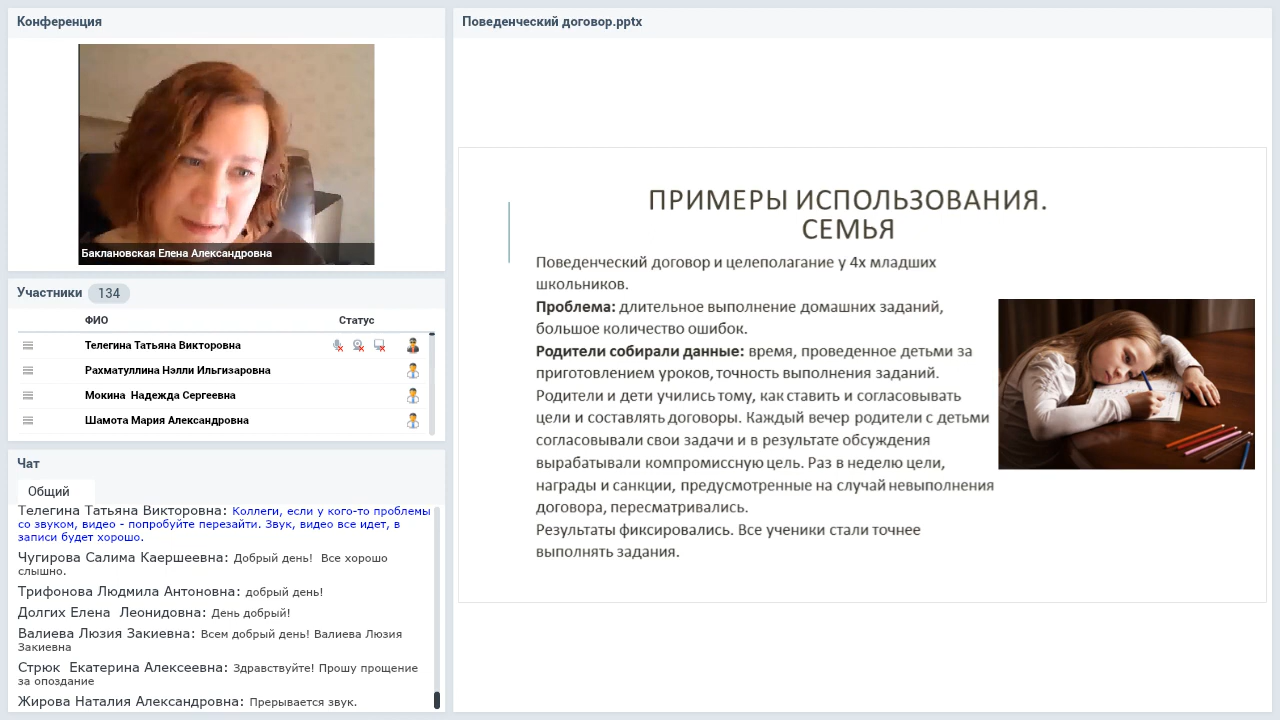 Конференция
Баклановская Елена Александровна
Участники 134
ФИО Статус
Телегина Татьяна Викторовна
Рахматуллина Нэлли Ильгизаровна
Мокина  Надежда Сергеевна
Шамота Мария Александровна
Чат
Общий
Телегина Татьяна Викторовна: Коллеги, если у кого-то проблемы
со звуком, видео - попробуйте перезайти. Звук, видео все идет, в
записи будет хорошо.
Чугирова Салима Каершеевна: Добрый день!  Все хорошо
слышно.
Трифонова Людмила Антоновна: добрый день!
Долгих Елена  Леонидовна: День добрый!
Валиева Люзия Закиевна: Всем добрый день! Валиева Люзия
Закиевна
Стрюк  Екатерина Алексеевна: Здравствуйте! Прошу прощение
за опоздание
Жирова Наталия Александровна: Прерывается звук.
Поведенческий договор.pptx
ПРИМЕРЫ ИСПОЛЬЗОВАНИЯ.
СЕМЬЯ
Поведенческий договор и целеполагание у 4х младших
школьников.
Проблема: длительное выполнение домашних заданий,
большое количество ошибок.
Родители собирали данные: время, проведенное детьми за
приготовлением уроков, точность выполнения заданий.
Родители и дети учились тому, как ставить и согласовывать
цели и составлять договоры. Каждый вечер родители с детьми
согласовывали свои задачи и в результате обсуждения
вырабатывали компромиссную цель. Раз в неделю цели,
награды и санкции, предусмотренные на случай невыполнения
договора, пересматривались.
Результаты фиксировались. Все ученики стали точнее
выполнять задания.